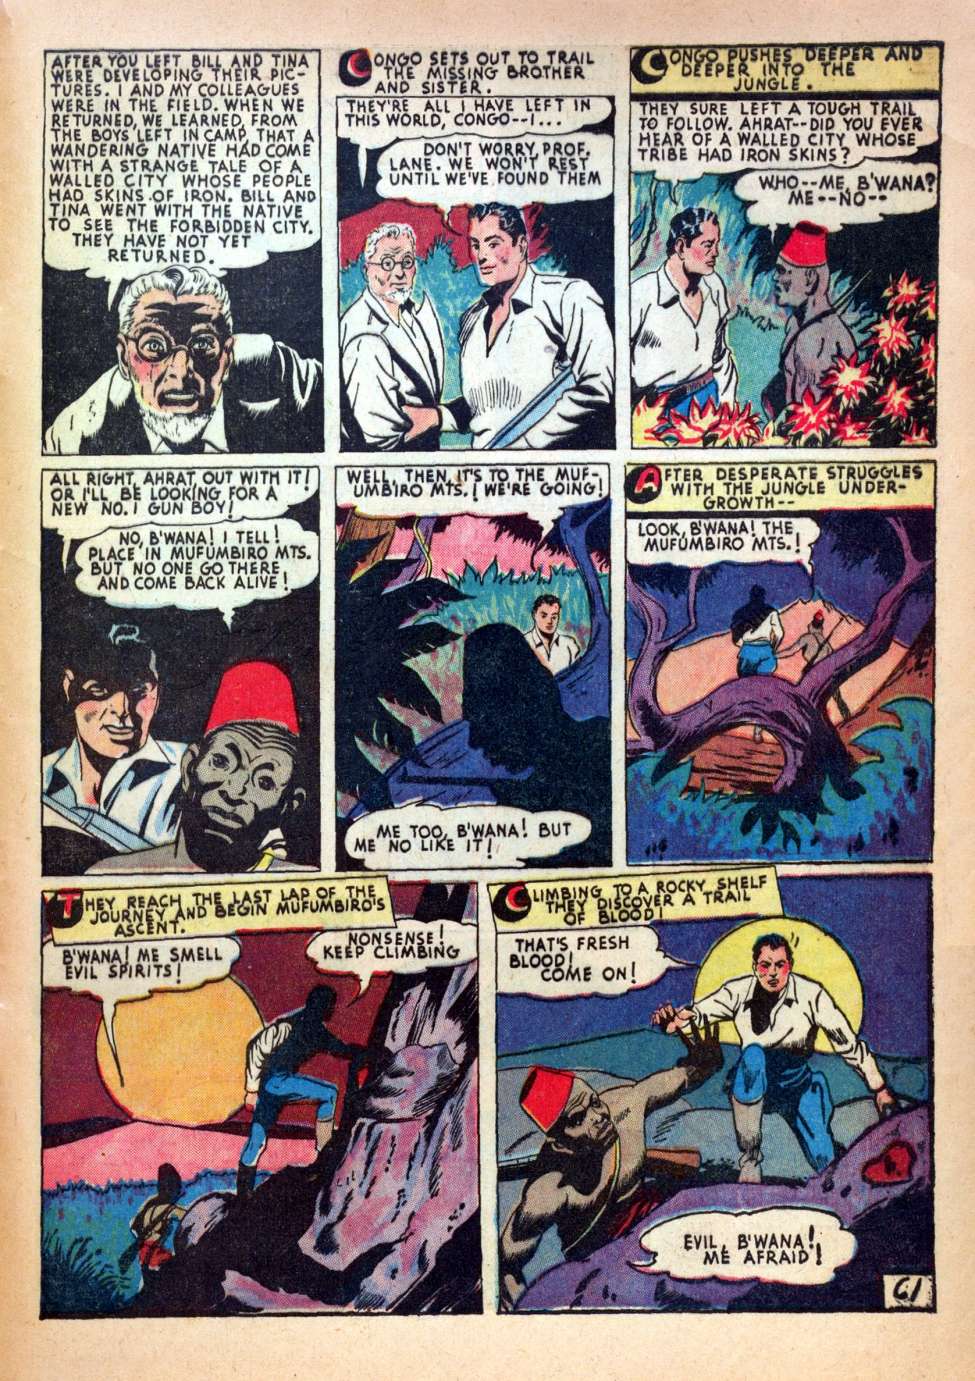 AFTER YOU LEFT BILL AND TINA
WERE DEVELOPING THEIR PIC-
TURES. I AND MY COLLEAGUES
WERE IN THE FIELD. WHEN WE
RETURNED, WE LEARNED, FROM
THE BOYS LEFT IN CAMP, THAT A
WANDERING NATIVE HAD COME
WITH A STRANGE TALE OF A
WALLED CITY WHOSE PEOPLE
HAD SKINS OF IRON. BILL AND
TINA WENT WITH THE NATIVE
TO SEE THE FORBIDDEN CITY.
THEY HAVE NOT YET
RETURNED.
CONGO SETS OUT TO TRAIL
THE MISSING BROTHER
AND SISTER.
THEY'RE ALL I HAVE LEFT IN
THIS WORLD, CONGO--I...
DON'T WORRY, PROF.
LANE. WE WON'T REST
UNTIL WE'VE FOUND THEM
CONGO PUSHES DEEPER AND
DEEPER INTO THE
JUNGLE.
THEY SURE LEFT A TOUGH TRAIL
TO FOLLOW. AHRAT--DID YOU EVER
HEAR OF A WALLED CITY WHOSE
TRIBE HAD IRON SKINS?
WHO--ME, B'WANA?
ME--NO--
ALL RIGHT, AHRAT, OUT WITH IT!
OR I'LL BE LOOKING FOR A
NEW NO. 1 GUN BOY!
NO, B'WANA! I TELL!
PLACE IN MUFUMBIRO MTS.
BUT NO ONE GO THERE
AND COME BACK ALIVE!
WELL, THEN, IT'S TO THE MUF-
UMBIRO MTS.! WE'RE GOING!
ME TOO, B'WANA! BUT
ME NO LIKE IT!
AFTER DESPERATE STRUGGLES
WITH THE JUNGLE UNDER-
GROWTH--
LOOK, B'WANA! THE
MUFUMBIRO MTS.!
THEY REACH THE LAST LAP OF THE
JOURNEY AND BEGIN MUFUMBIRO'S
ASCENT.
B'WANA! ME SMELL
EVIL SPIRITS!
NONSENSE!
KEEP CLIMBING
CLIMBING TO A ROCKY SHELF
THEY DISCOVER A TRAIL
OF BLOOD!
THAT'S FRESH
BLOOD!
COME ON!
EVIL, B'WANA!
ME AFRAID!
61